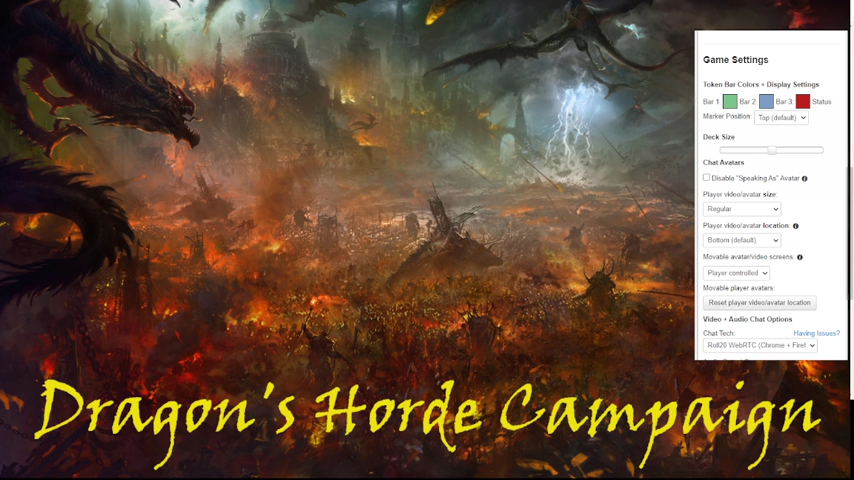 Game Settings
Token Bar Colors + Display Settings
Bar 1: Bar 2: Bar 3: Status
Marker Position: Top (default)
Deck Size
Chat Avatars
Disable "Speaking As" Avatar
Player video/avatar size:
Regular
Player video/avatar location:
Bottom (default)
Movable avatar/video screens:
Player controlled
Movable player avatars:
Reset player video/avatar location
Video + Audio Chat Options
Chat Tech: Having Issues?
Roll20 WebRTC (Chrome + Firef
Dragon's Horde Campaign